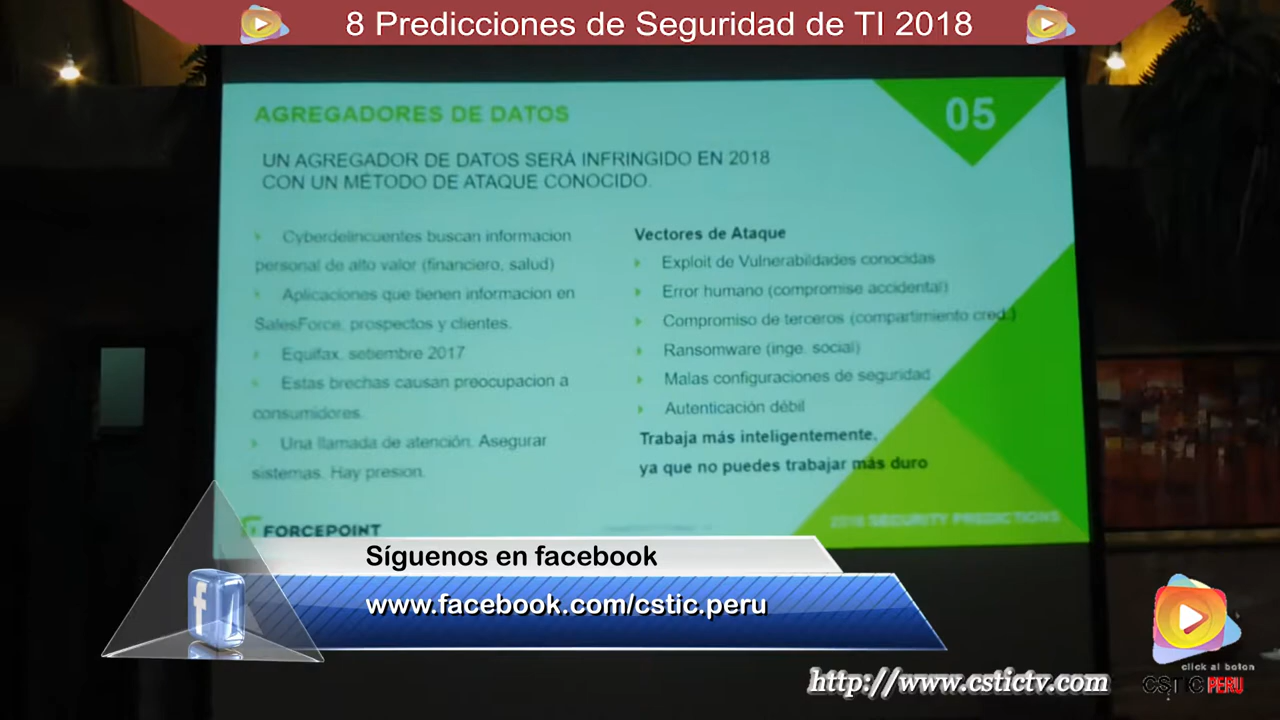 8 Predicciones de Seguridad de TI 2018
AGREGADORES DE DATOS
05
UN AGREGADOR DE DATOS SERÁ INFRINGIDO EN 2018
CON UN MÉTODO DE ATAQUE CONOCIDO.
Cyberdelincuentes buscan informacion
personal de alto valor (financiero, salud)
Aplicaciones que tienen informacion en
SalesForce, prospectos y clientes.
Equifax, setiembre 2017
Estas brechas causan preocupacion a
consumidores.
Una llamada de atención. Asegurar
sistemas. Hay presion.
Vectores de Ataque
Exploit de Vulnerabildades conocidas
Error humano (compromise accidental)
Compromiso de terceros (compartimiento cred.)
Ransomware (inge. social)
Malas configuraciones de seguridad
Autenticación débil
Trabaja más inteligentemente,
ya que no puedes trabajar más duro
FORCEPOINT
2018 SECURITY PREDICTIONS
Síguenos en facebook
www.facebook.com/cstic.peru
click al boton
CSTIC PERU
http://www.cstictv.com